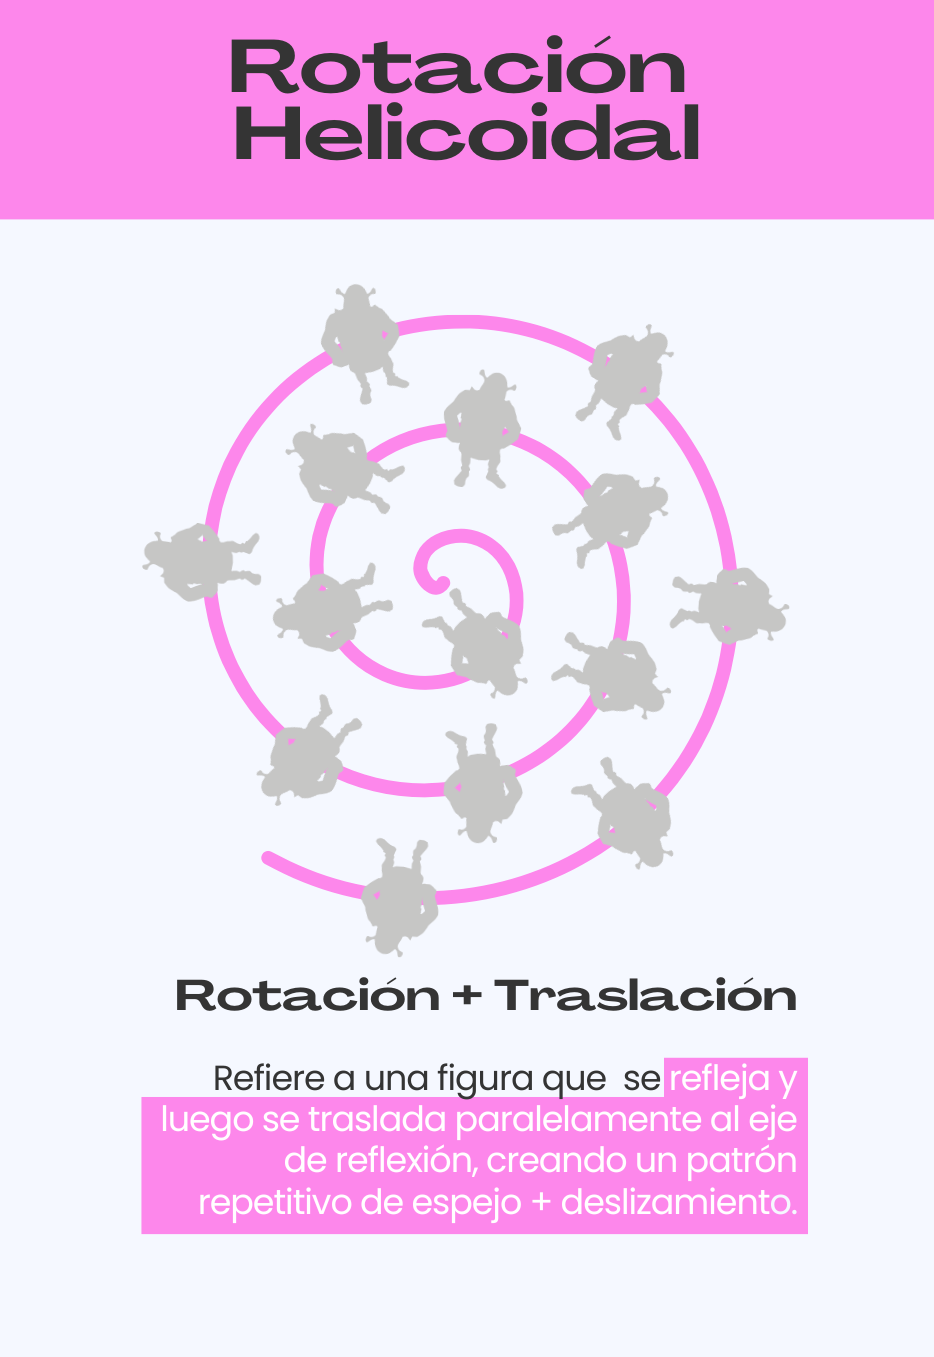 Rotación
Helicoidal
Rotación + Traslación
Refiere a una figura que se refleja y
luego se traslada paralelamente al eje
de reflexión, creando un patrón
repetitivo de espejo + deslizamiento.